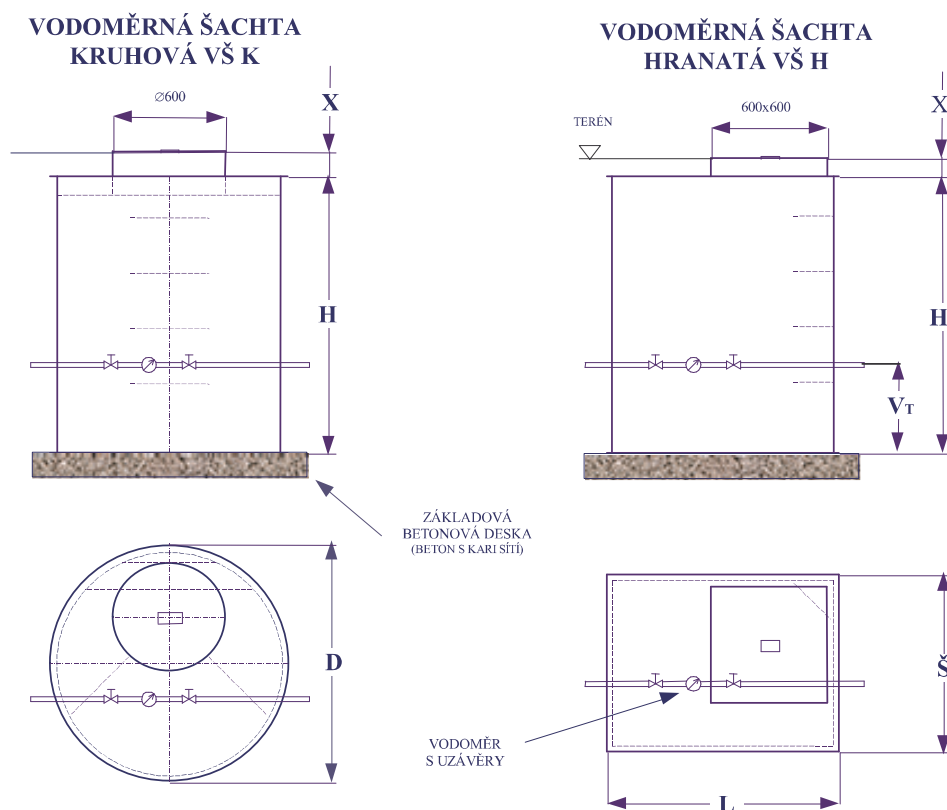 VODOMĚRNÁ ŠACHTA
KRUHOVÁ VŠ K
VODOMĚRNÁ ŠACHTA
HRANATÁ VŠ H
X
∅600
H
TERÉN
600x600
X
H
VT
ZÁKLADOVÁ
BETONOVÁ DESKA
(BETON S KARI SÍTÍ)
D
VODOMĚR
S UZÁVĚRY
Š
L